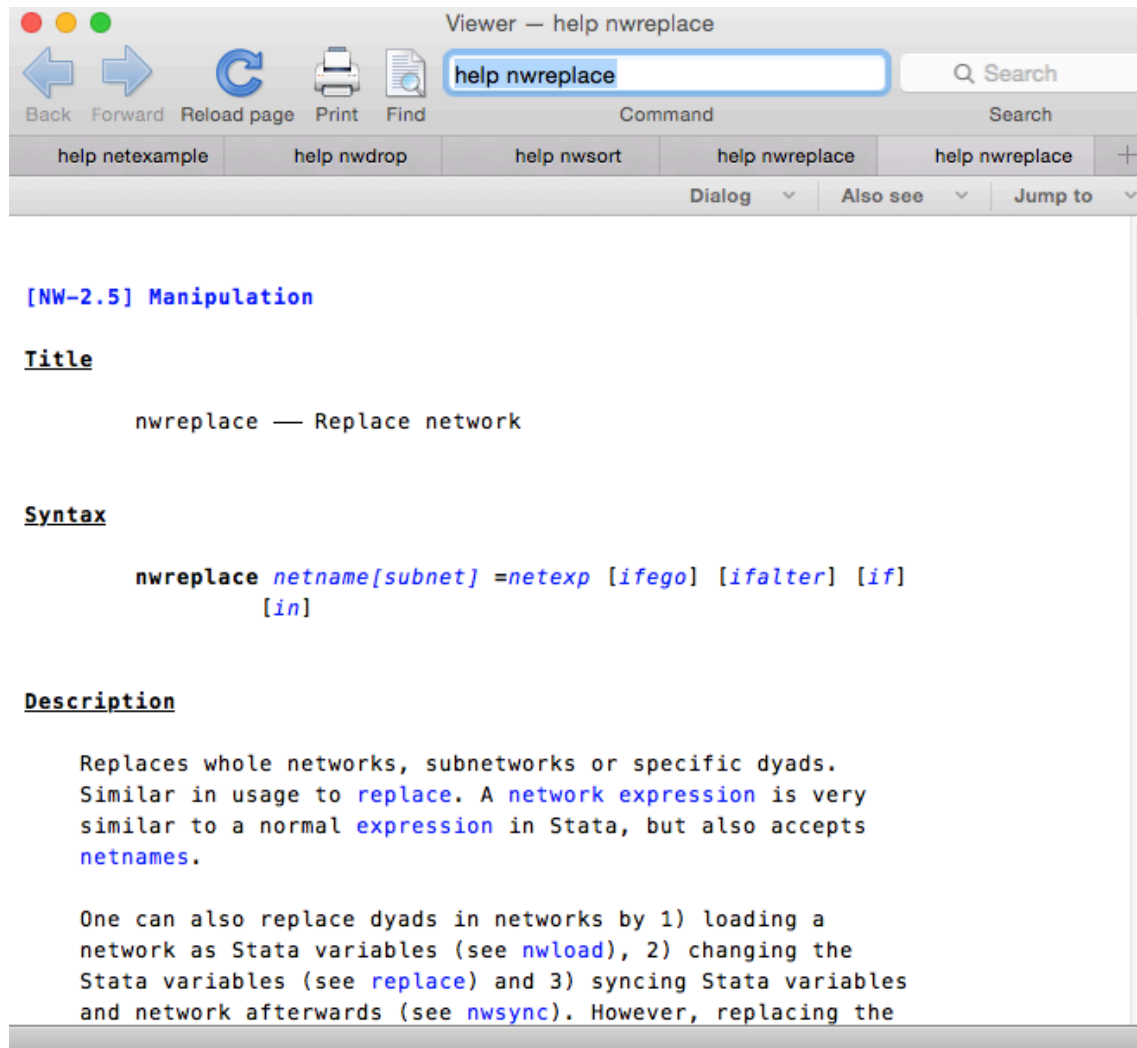 Viewer — help nwreplace
help nwreplace
Search
Back Forward Reload page Print Find Command Search
help netexample help nwdrop help nwsort help nwreplace help nwreplace +
Dialog Also see Jump to
[NW-2.5] Manipulation
Title
nwreplace —— Replace network
Syntax
nwreplace netname[subnet] =netexp [ifego] [ifalter] [if]
[in]
Description
Replaces whole networks, subnetworks or specific dyads.
Similar in usage to replace. A network expression is very
similar to a normal expression in Stata, but also accepts
netnames.
One can also replace dyads in networks by 1) loading a
network as Stata variables (see nwload), 2) changing the
Stata variables (see replace) and 3) syncing Stata variables
and network afterwards (see nwsync). However, replacing the